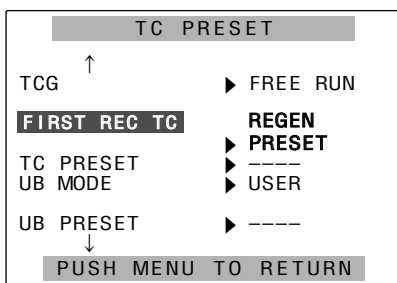 TC PRESET
↑
TCG ▶ FREE RUN
FIRST REC TC REGEN
▶ PRESET
TC PRESET ▶ ----
UB MODE ▶ USER
UB PRESET ▶ ----
↓
PUSH MENU TO RETURN